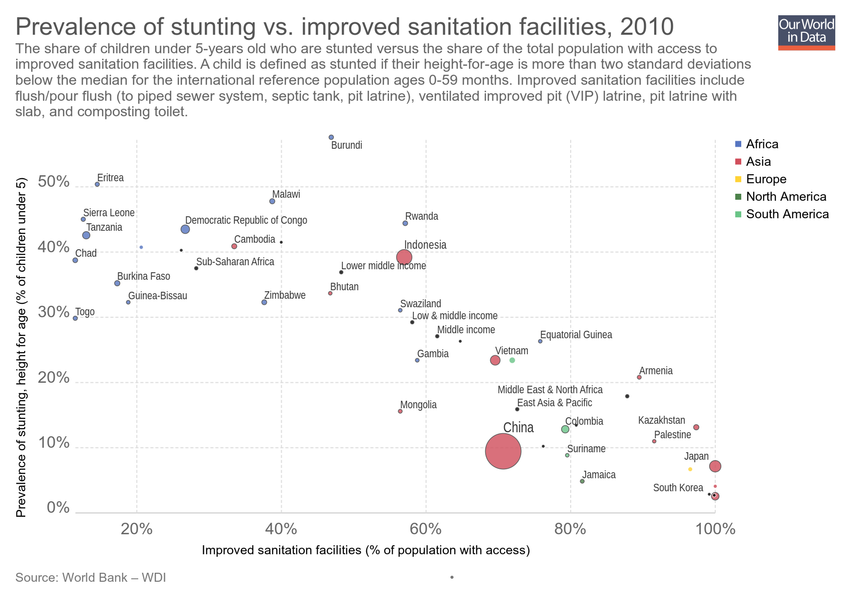 Prevalence of stunting vs. improved sanitation facilities, 2010
Our World
in Data
The share of children under 5-years old who are stunted versus the share of the total population with access to
improved sanitation facilities. A child is defined as stunted if their height-for-age is more than two standard deviations
below the median for the international reference population ages 0-59 months. Improved sanitation facilities include
flush/pour flush (to piped sewer system, septic tank, pit latrine), ventilated improved pit (VIP) latrine, pit latrine with
slab, and composting toilet.
Africa
Asia
Europe
North America
South America
Prevalence of stunting, height for age (% of children under 5)
50%
40%
30%
20%
10%
0%
Burundi
Eritrea
Malawi
Sierra Leone
Rwanda
Democratic Republic of Congo
Tanzania
Cambodia
Indonesia
Chad
Sub-Saharan Africa
Lower middle income
Burkina Faso
Bhutan
Guinea-Bissau
Zimbabwe
Swaziland
Togo
Low & middle income
Middle income
Equatorial Guinea
Gambia
Vietnam
Armenia
Middle East & North Africa
East Asia & Pacific
Mongolia
Colombia
Kazakhstan
China
Palestine
Suriname
Japan
Jamaica
South Korea
20%
40%
60%
80%
100%
Improved sanitation facilities (% of population with access)
Source: World Bank – WDI